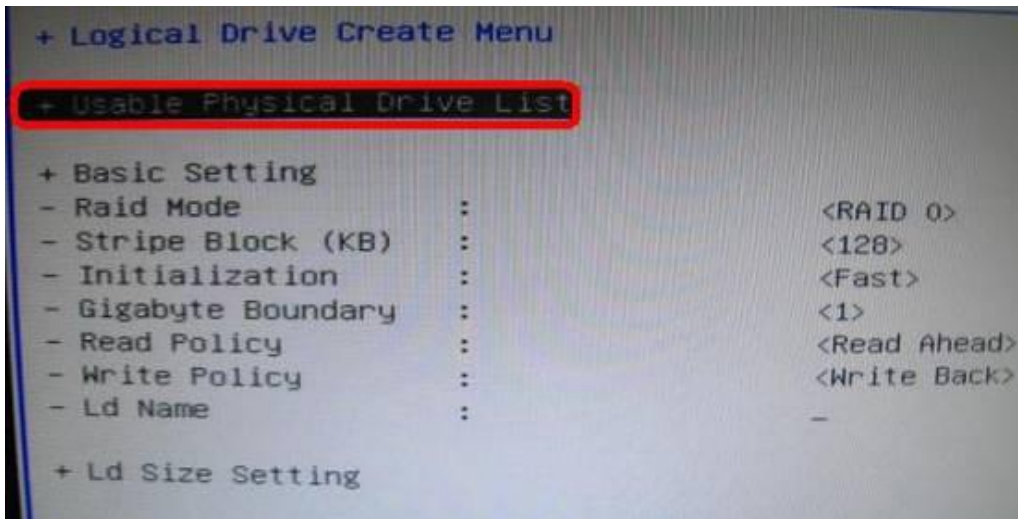 + Logical Drive Create Menu
+ Usable Physical Drive List
+ Basic Setting
- Raid Mode : <RAID 0>
- Stripe Block (KB) : <128>
- Initialization : <Fast>
- Gigabyte Boundary : <1>
- Read Policy : <Read Ahead>
- Write Policy : <Write Back>
- Ld Name : _
+ Ld Size Setting